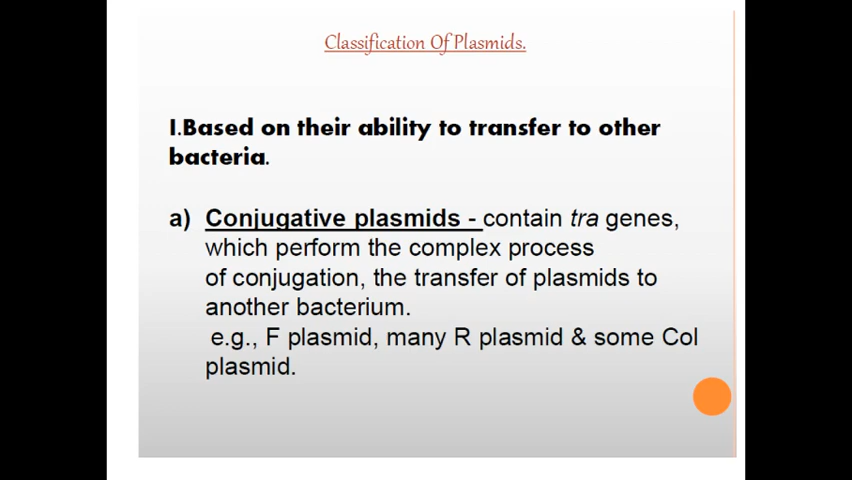 Classification Of Plasmids.
I.Based on their ability to transfer to other
bacteria.
a) Conjugative plasmids - contain tra genes,
which perform the complex process
of conjugation, the transfer of plasmids to
another bacterium.
e.g., F plasmid, many R plasmid & some Col
plasmid.